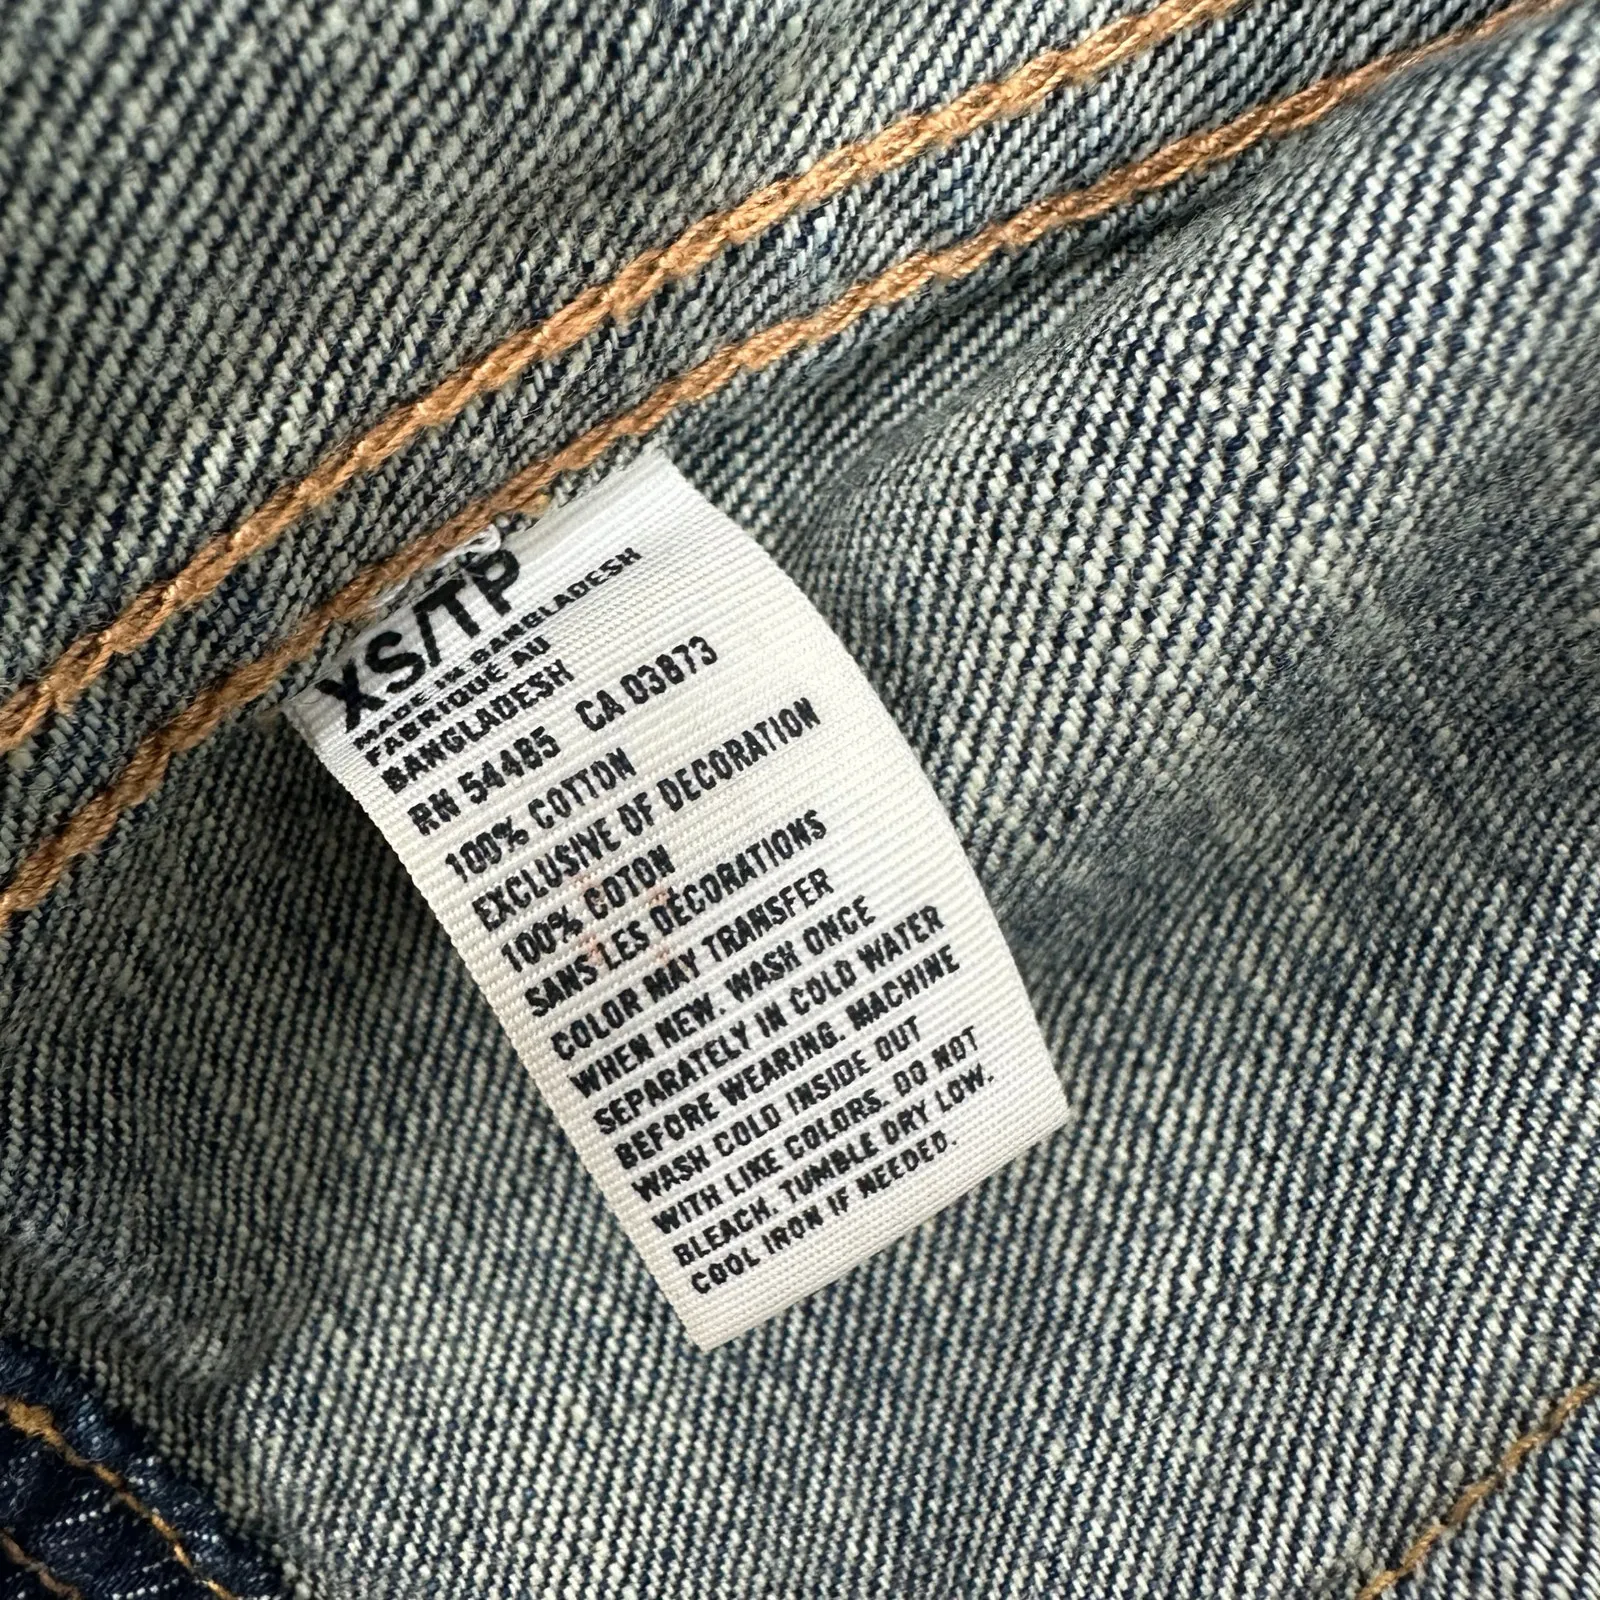 XS/TP
MADE IN BANGLADESH
FABRIQUÉ AU
BANGLADESH
RN 54485 CA 03873
100% COTTON
EXCLUSIVE OF DECORATION
100% COTON
SANS LES DÉCORATIONS
COLOR MAY TRANSFER
WHEN NEW. WASH ONCE
SEPARATELY IN COLD WATER
BEFORE WEARING. MACHINE
WASH COLD INSIDE OUT
WITH LIKE COLORS. DO NOT
BLEACH. TUMBLE DRY LOW.
COOL IRON IF NEEDED.